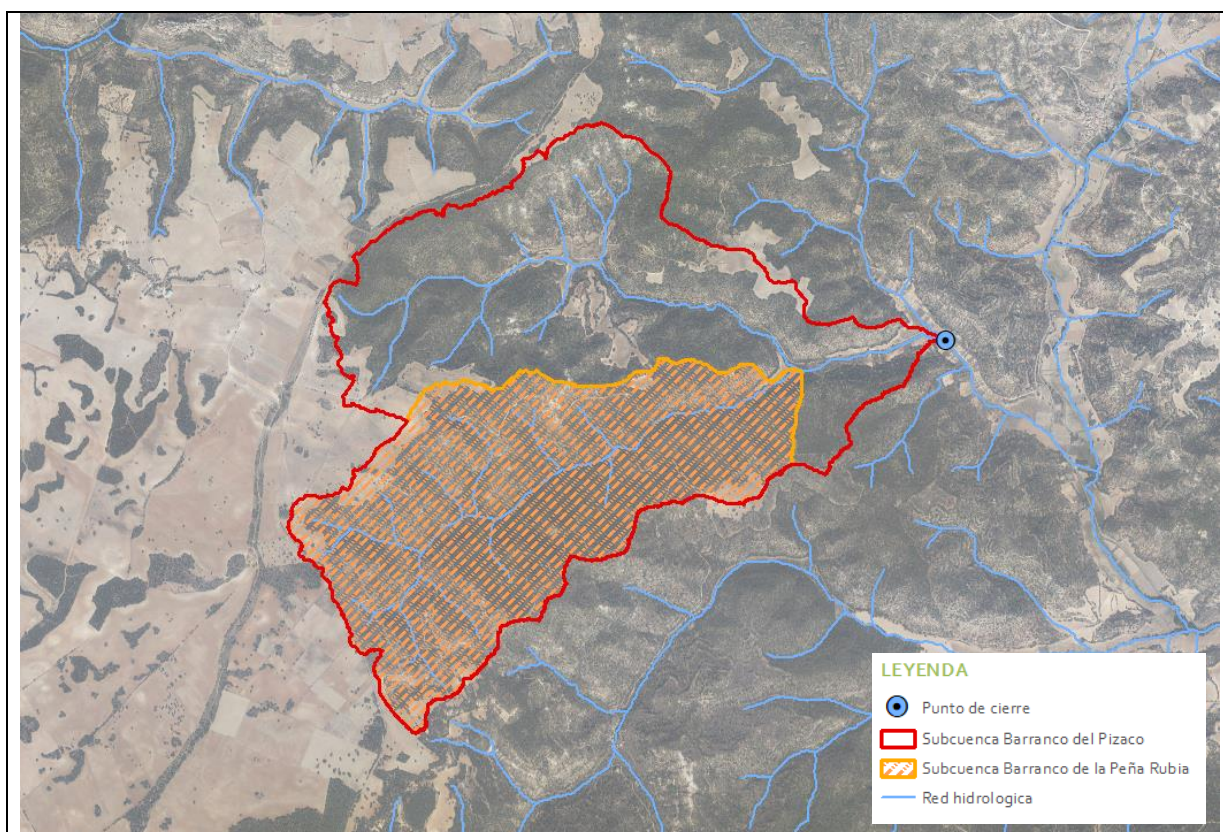 LEYENDA
Punto de cierre
Subcuenca Barranco del Pizaco
Subcuenca Barranco de la Peña Rubia
Red hidrologica